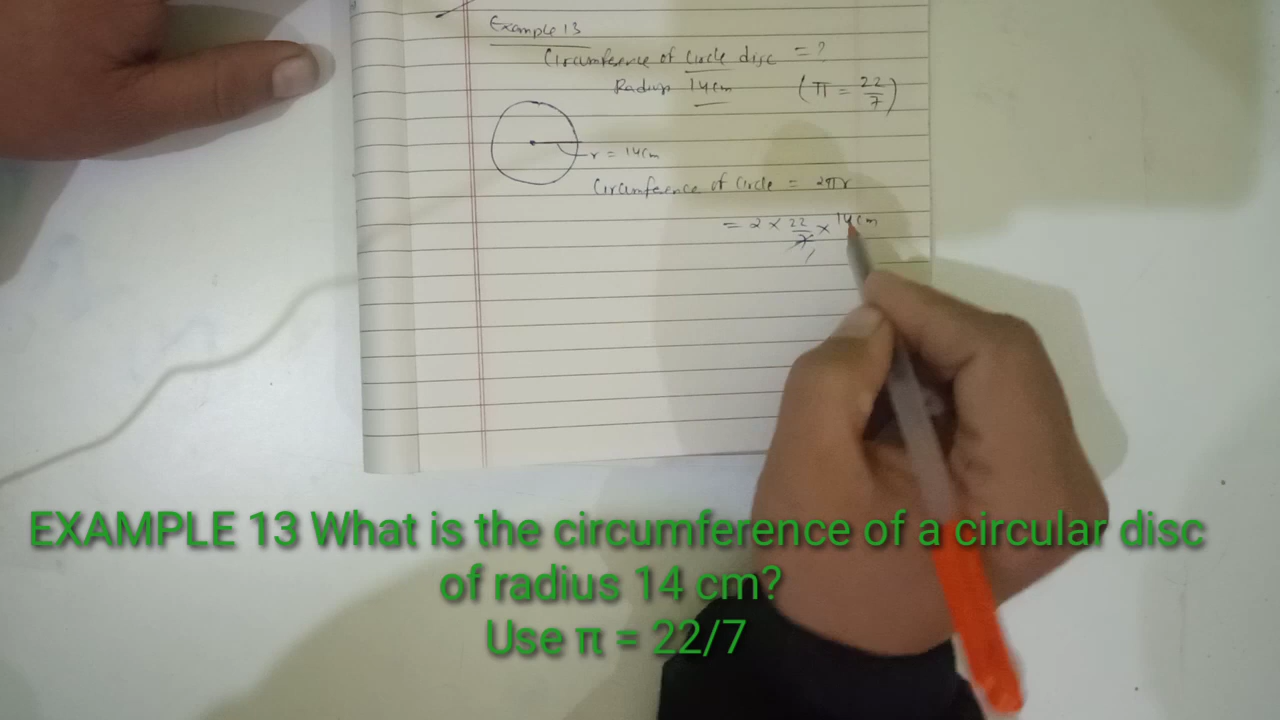 Example 13
Circumference of circle disc = ?
Radius 14cm (π = 22/7)
r = 14cm
Circumference of circle = 2πr
= 2 × 22/7 × 14cm
1
EXAMPLE 13 What is the circumference of a circular disc
of radius 14 cm?
Use π = 22/7